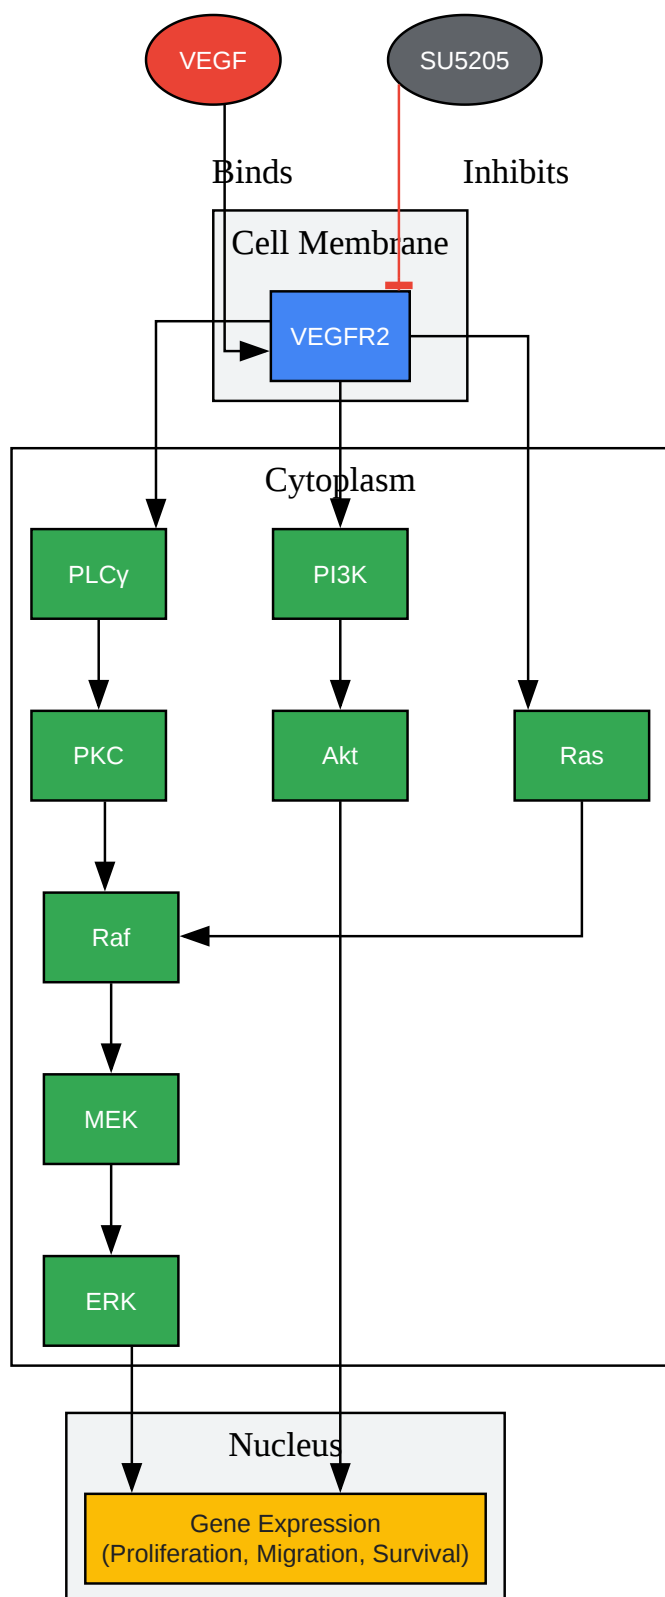 VEGF
SU5205
Binds
Inhibits
Cell Membrane
VEGFR2
Cytoplasm
PLCγ
PI3K
PKC
Akt
Ras
Raf
MEK
ERK
Nucleus
Gene Expression
(Proliferation, Migration, Survival)